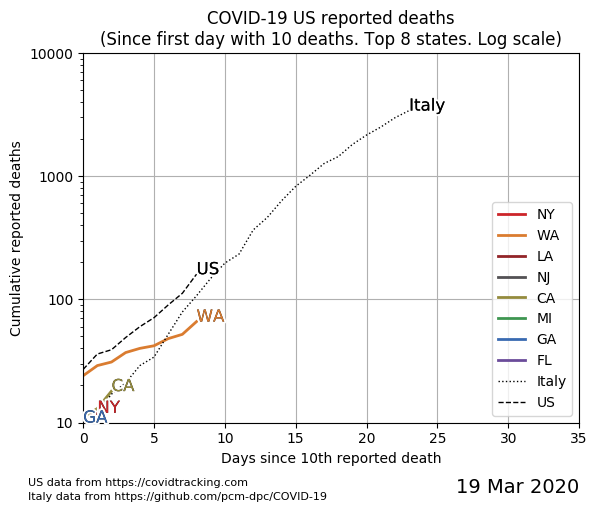 COVID-19 US reported deaths
(Since first day with 10 deaths. Top 8 states. Log scale)
Cumulative reported deaths
10000
1000
100
10
Italy
US
WA
CA
NY
GA
NY
WA
LA
NJ
CA
MI
GA
FL
Italy
US
0 5 10 15 20 25 30 35
Days since 10th reported death
US data from https://covidtracking.com
Italy data from https://github.com/pcm-dpc/COVID-19
19 Mar 2020